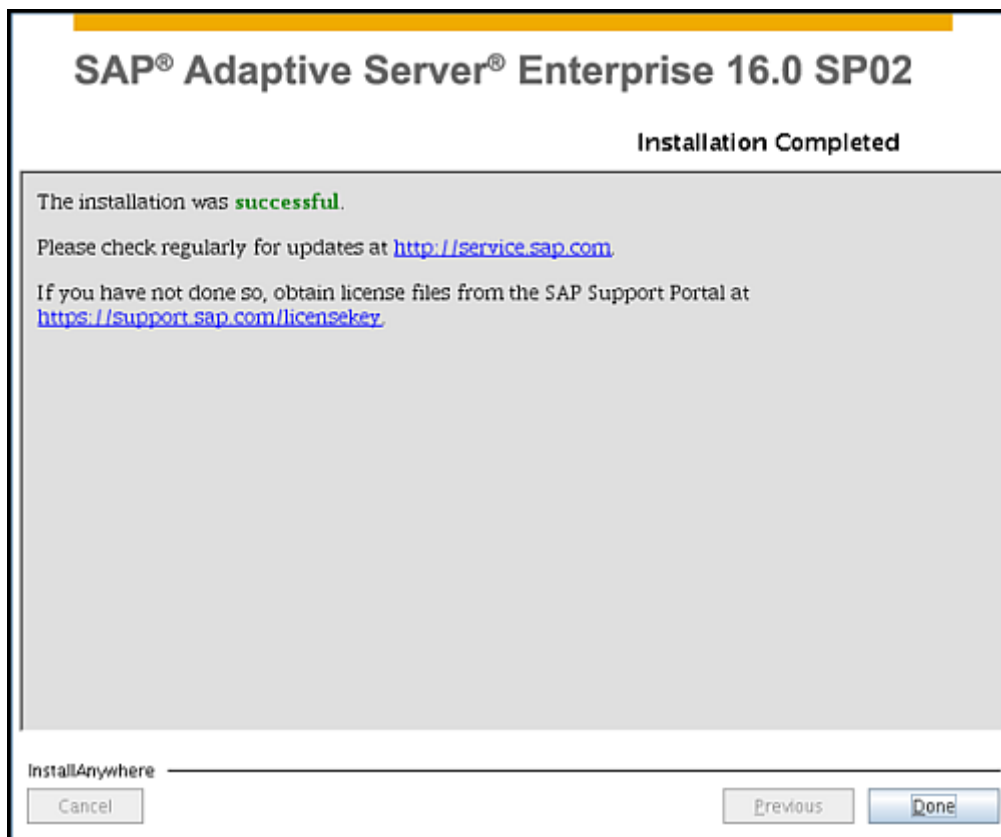 SAP® Adaptive Server® Enterprise 16.0 SP02
Installation Completed
The installation was successful.
Please check regularly for updates at http://service.sap.com.
If you have not done so, obtain license files from the SAP Support Portal at
https://support.sap.com/licensekey.
InstallAnywhere
Cancel
Previous
Done